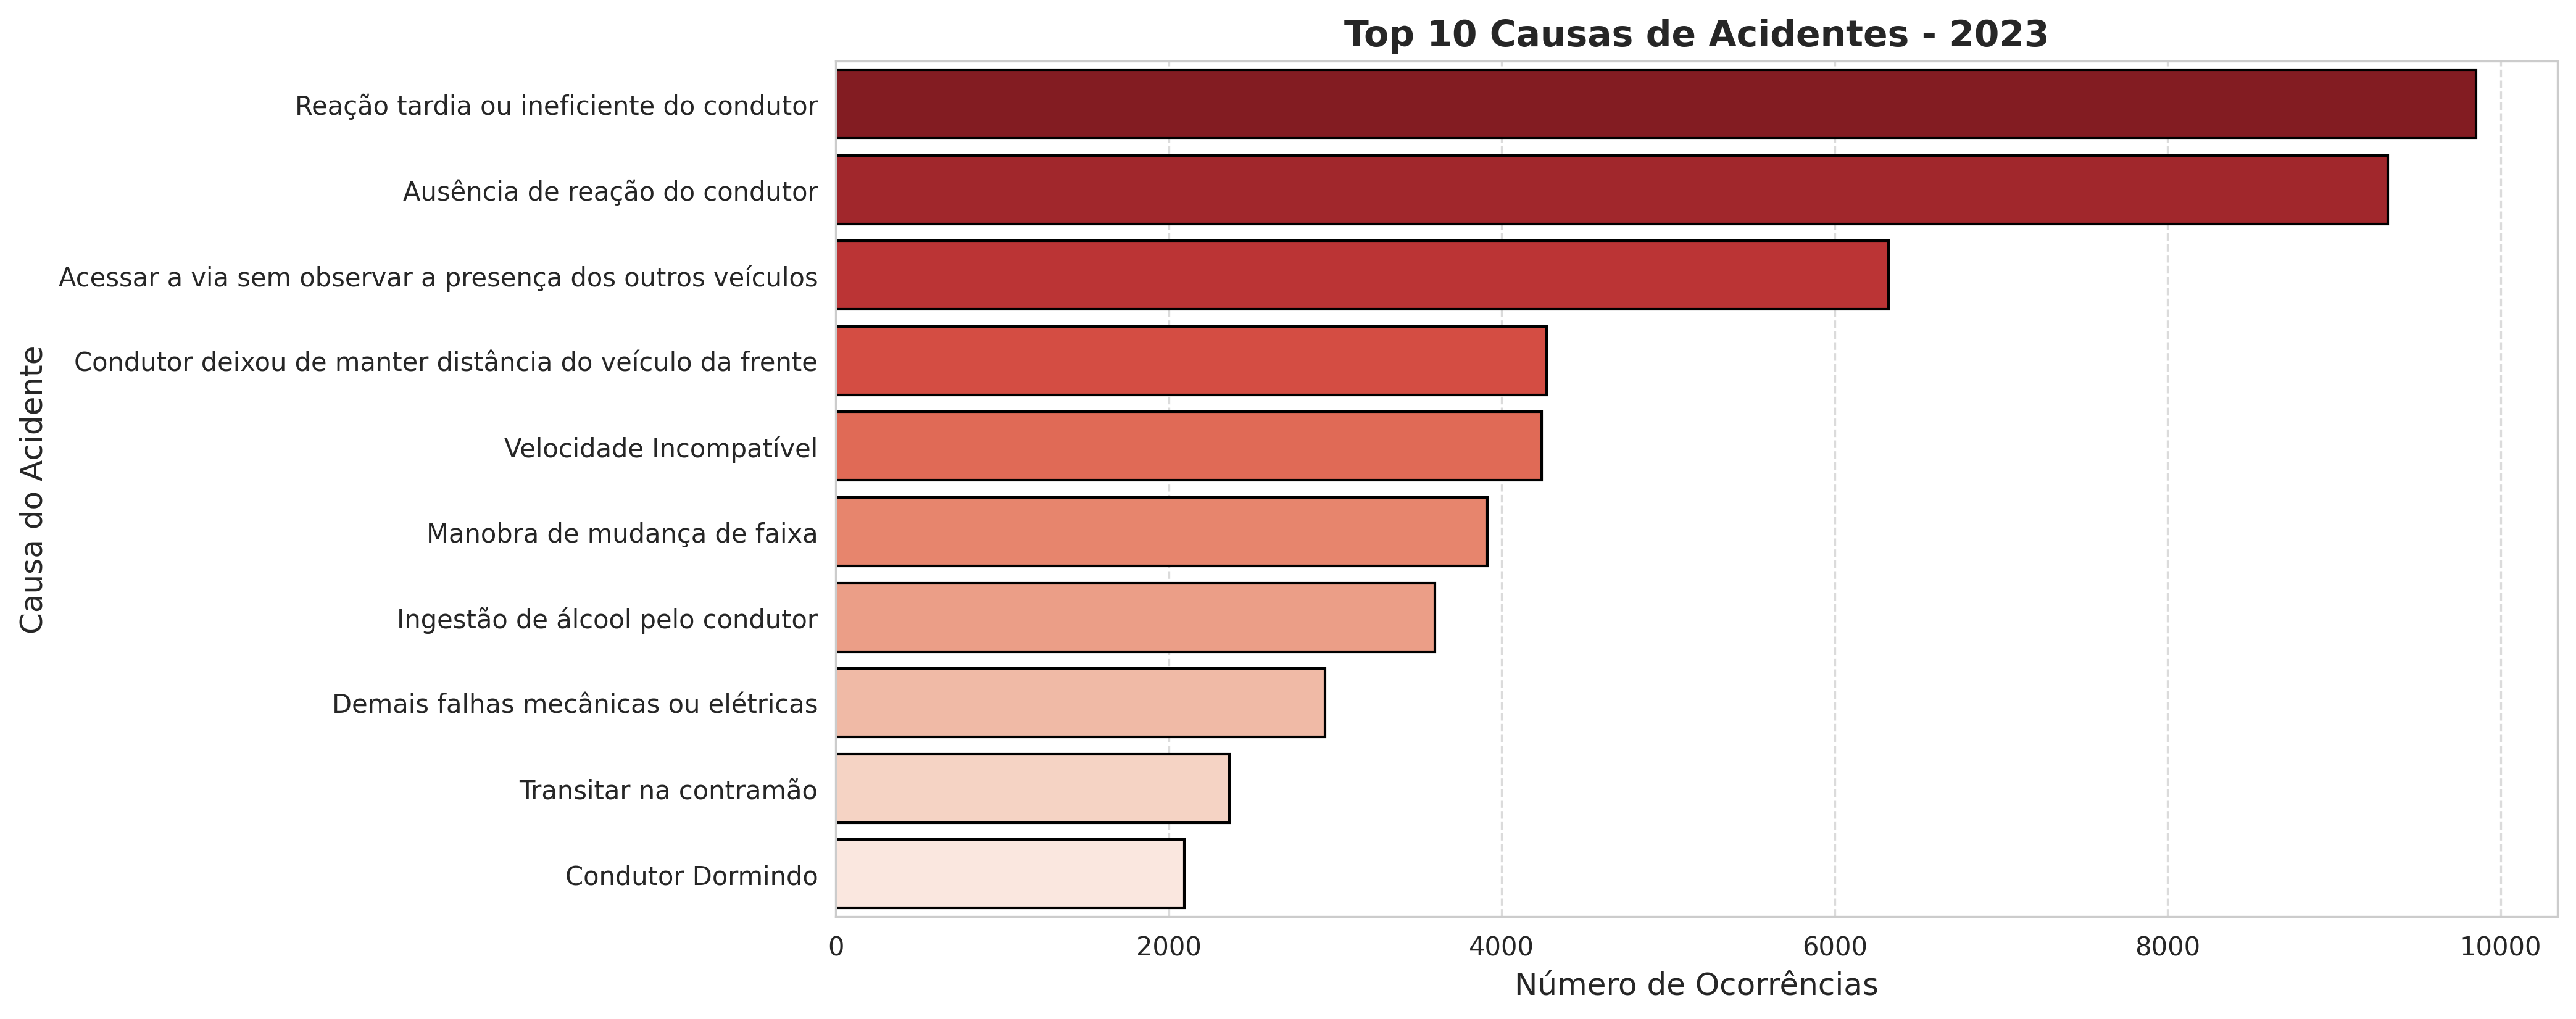 Top 10 Causas de Acidentes - 2023
Causa do Acidente
Reação tardia ou ineficiente do condutor
Ausência de reação do condutor
Acessar a via sem observar a presença dos outros veículos
Condutor deixou de manter distância do veículo da frente
Velocidade Incompatível
Manobra de mudança de faixa
Ingestão de álcool pelo condutor
Demais falhas mecânicas ou elétricas
Transitar na contramão
Condutor Dormindo
0 2000 4000 6000 8000 10000
Número de Ocorrências